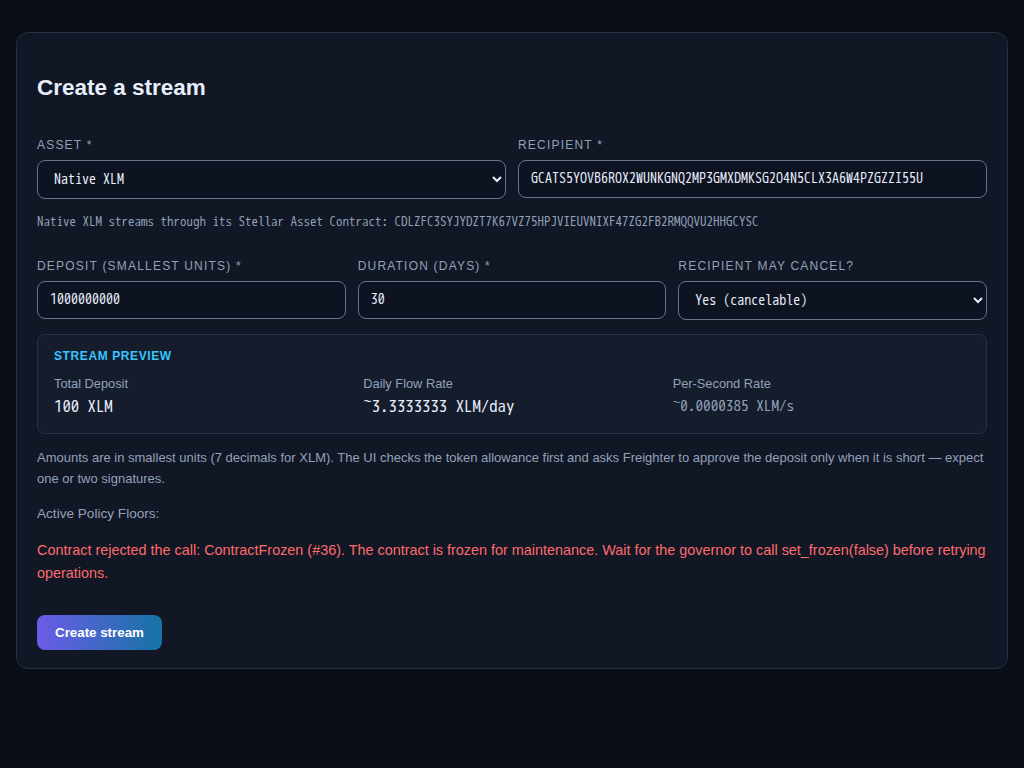 Create a stream
ASSET *
RECIPIENT *
Native XLM
GCATS5YOVB6ROX2WUNKGNQ2MP3GMXDMKSG2O4N5CLX3A6W4PZGZZI55U
Native XLM streams through its Stellar Asset Contract: CDLZFC3SYJYDZT7K67VZ75HPJVIEUVNIXF47ZG2FB2RMQQVU2HHGCYSC
DEPOSIT (SMALLEST UNITS) *
DURATION (DAYS) *
RECIPIENT MAY CANCEL?
1000000000
30
Yes (cancelable)
STREAM PREVIEW
Total Deposit
Daily Flow Rate
Per-Second Rate
100 XLM
~3.3333333 XLM/day
~0.0000385 XLM/s
Amounts are in smallest units (7 decimals for XLM). The UI checks the token allowance first and asks Freighter to approve the deposit only when it is short — expect
one or two signatures.
Active Policy Floors:
Contract rejected the call: ContractFrozen (#36). The contract is frozen for maintenance. Wait for the governor to call set_frozen(false) before retrying
operations.
Create stream